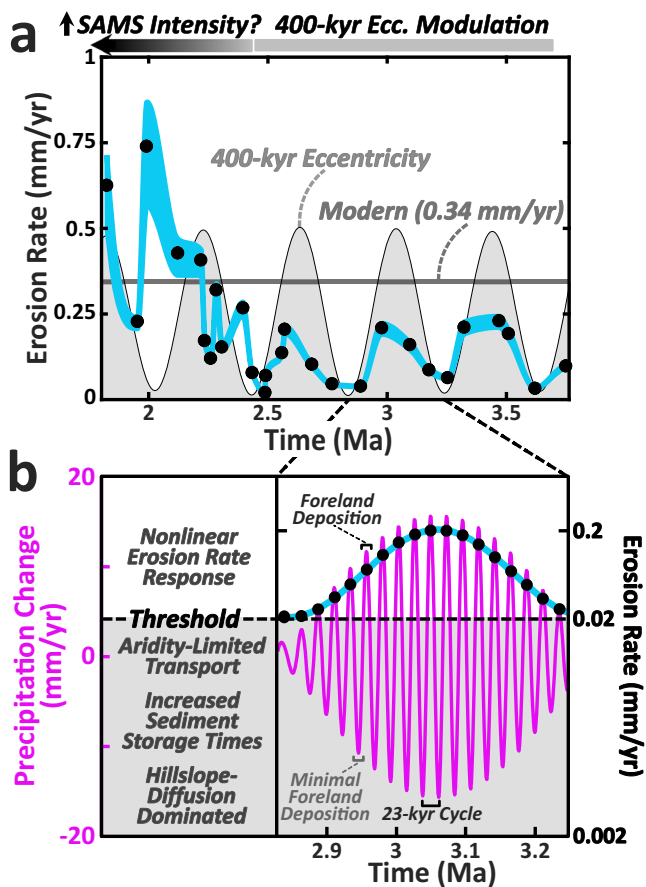 ⬆SAMS Intensity? 400-kyr Ecc. Modulation
a
1
0.75
0.5
0.25
0
Erosion Rate (mm/yr)
400-kyr Eccentricity
Modern (0.34 mm/yr)
2
2.5
3
3.5
Time (Ma)
b
20
0
-20
Precipitation Change
(mm/yr)
Nonlinear
Erosion Rate
Response
Threshold
Aridity-Limited
Transport
Increased
Sediment
Storage Times
Hillslope-
Diffusion
Dominated
Foreland
Deposition
Minimal
Foreland
Deposition
23-kyr Cycle
0.2
0.02
0.002
Erosion Rate (mm/yr)
2.9
3
3.1
3.2
Time (Ma)